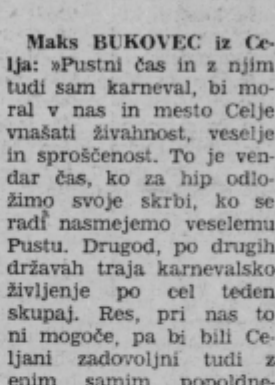 Maks BUKOVEC iz Ce-
lja: »Pustni čas in z njim
tudi sam karneval, bi mo-
ral v nas in mesto Celje
vnašati živahnost, veselje
in sproščenost. To je ven-
dar čas, ko za hip odlo-
žimo svoje skrbi, ko se
radi nasmejemo veselemu
Pustu. Drugod, po drugih
državah traja karnevalsko
življenje po cel teden
skupaj. Res, pri nas to
ni mogoče, pa bi bili Ce-
ljani zadovoljni tudi z
enim samim popoldne-